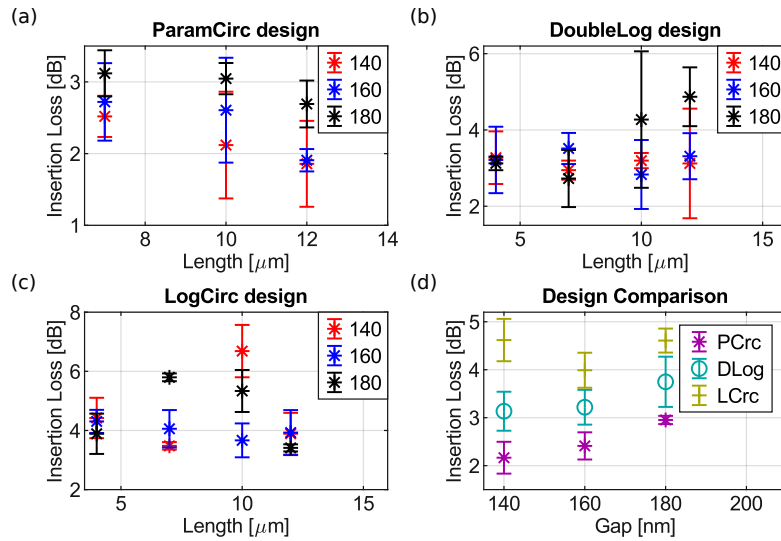 (a)
ParamCirc design
Insertion Loss [dB]
3
2
1
8
10
12
14
Length [μm]
140
160
180
(b)
DoubleLog design
Insertion Loss [dB]
6
4
2
5
10
15
Length [μm]
140
160
180
(c)
LogCirc design
Insertion Loss [dB]
8
6
4
2
5
10
15
Length [μm]
140
160
180
(d)
Design Comparison
Insertion Loss [dB]
5
4
3
2
140
160
180
200
Gap [nm]
PCrc
DLog
LCrc